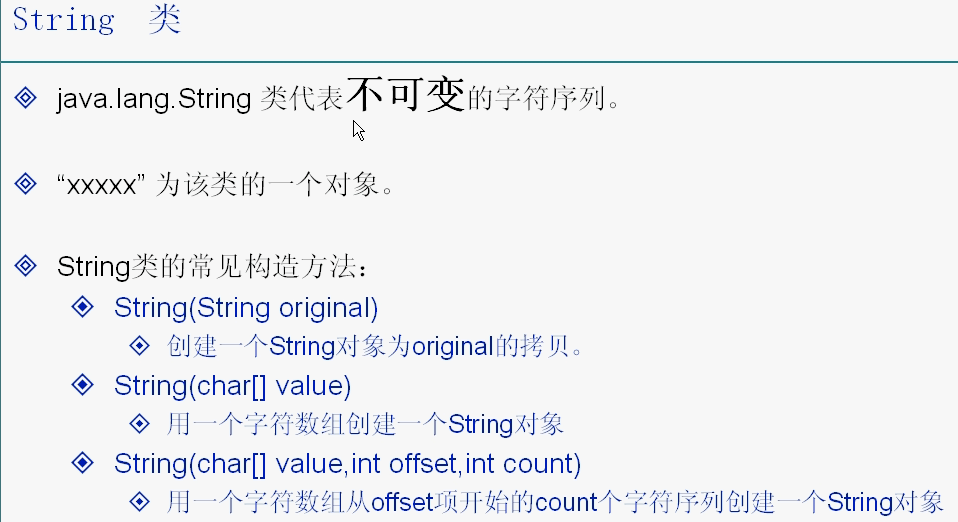 String 类
java.lang.String 类代表不可变的字符序列。
“xxxxx” 为该类的一个对象。
String类的常见构造方法：
String(String original)
创建一个String对象为original的拷贝。
String(char[] value)
用一个字符数组创建一个String对象
String(char[] value,int offset,int count)
用一个字符数组从offset项开始的count个字符序列创建一个String对象